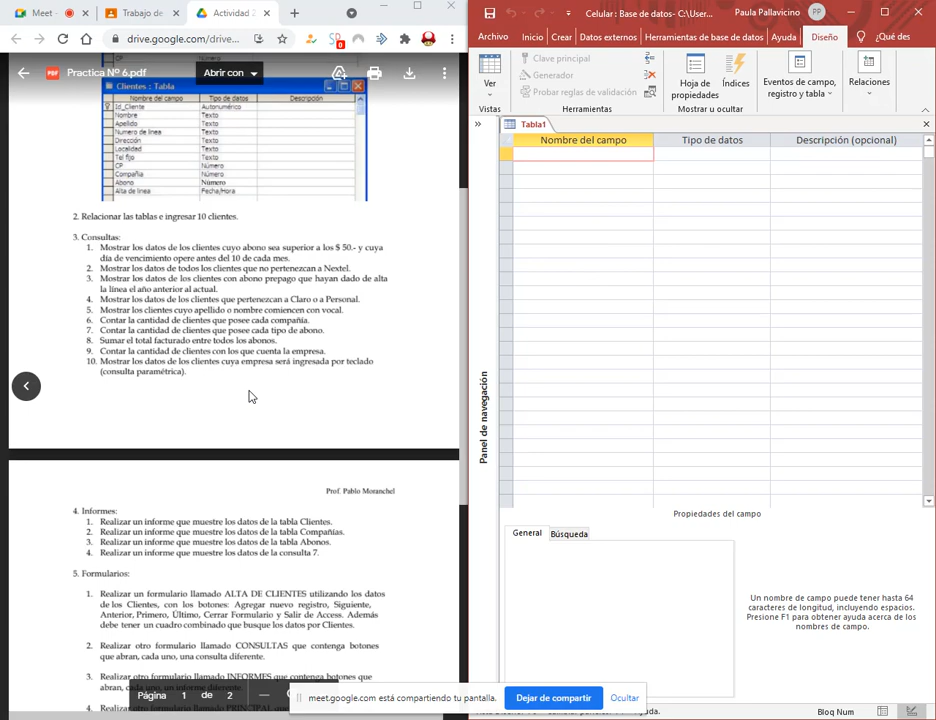 Meet -
Trabajo de
Actividad 2
drive.google.com/drive...
Practica Nº 6.pdf
Abrir con
Clientes : Tabla
Nombre del campo Tipo de datos Descripción
Id_Cliente Autonumérico
Nombre Texto
Apelido Texto
Numero de linea Texto
Dirección Texto
Localidad Texto
Tel fijo Texto
CP Número
Compañía Número
Abono Número
Alta de linea Fecha/Hora
2. Relacionar las tablas e ingresar 10 clientes.
3. Consultas:
1. Mostrar los datos de los clientes cuyo abono sea superior a los $ 50.- y cuya
día de vencimiento opere antes del 10 de cada mes.
2. Mostrar los datos de todos los clientes que no pertenezcan a Nextel.
3. Mostrar los datos de los clientes con abono prepago que hayan dado de alta
la línea el año anterior al actual.
4. Mostrar los datos de los clientes que pertenezcan a Claro o a Personal.
5. Mostrar los clientes cuyo apellido o nombre comiencen con vocal.
6. Contar la cantidad de clientes que posee cada compañía.
7. Contar la cantidad de clientes que posee cada tipo de abono.
8. Sumar el total facturado entre todos los abonos.
9. Contar la cantidad de clientes con los que cuenta la empresa.
10. Mostrar los datos de los clientes cuya empresa será ingresada por teclado
(consulta paramétrica).
Prof. Pablo Moranchel
4. Informes:
1. Realizar un informe que muestre los datos de la tabla Clientes.
2. Realizar un informe que muestre los datos de la tabla Compañías.
3. Realizar un informe que muestre los datos de la tabla Abonos.
4. Realizar un informe que muestre los datos de la consulta 7.
5. Formularios:
1. Realizar un formulario llamado ALTA DE CLIENTES utilizando los datos
de los Clientes, con los botones: Agregar nuevo registro, Siguiente,
Anterior, Primero, Último, Cerrar Formulario y Salir de Access. Además
debe tener un cuadro combinado que busque los datos por Clientes.
2. Realizar otro formulario llamado CONSULTAS que contenga botones
que abran, cada uno, una consulta diferente.
3. Realizar otro formulario llamado INFORMES que contenga botones que
abran, cada uno, un informe diferente.
4. Realizar otro formulario llamado PRINCIPAL que
Página 1 de 2
meet.google.com está compartiendo tu pantalla.
Dejar de compartir
Ocultar
Celular : Base de datos- C:\User...
Paula Pallavicino
PP
Archivo Inicio Crear Datos externos Herramientas de base de datos Ayuda Diseño ¿Qué des
Ver
Vistas
Clave principal
Generador
Probar reglas de validación
Herramientas
Hoja de propiedades
Índices
Mostrar u ocultar
Eventos de campo, registro y tabla
Relaciones
Tabla1
Nombre del campo Tipo de datos Descripción (opcional)
Panel de navegación
Propiedades del campo
General Búsqueda
Un nombre de campo puede tener hasta 64
caracteres de longitud, incluyendo espacios.
Presione F1 para obtener ayuda acerca de los
nombres de campo.
Bloq Num